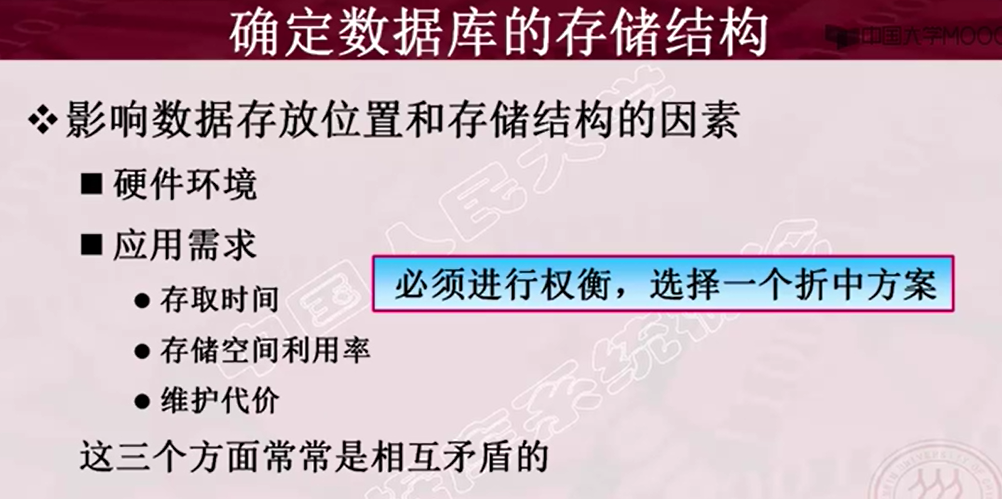 确定数据库的存储结构
中国大学MOOC
❖影响数据存放位置和存储结构的因素
■ 硬件环境
■ 应用需求
● 存取时间
必须进行权衡，选择一个折中方案
● 存储空间利用率
● 维护代价
这三个方面常常是相互矛盾的
中国人民大学
库系统概论